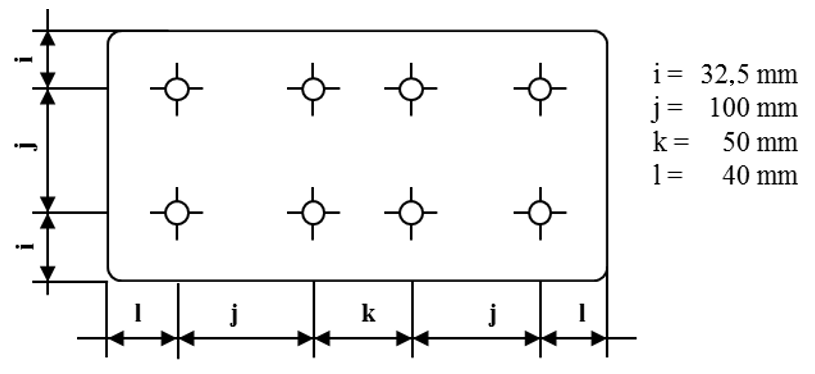 i
j
i
l
j
k
j
l
i = 32,5 mm
j = 100 mm
k = 50 mm
l = 40 mm